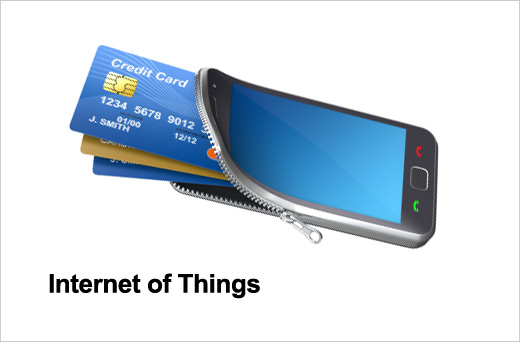 Credit Card
1234 5678 9012
01/00
J. SMITH
12/12
Internet of Things